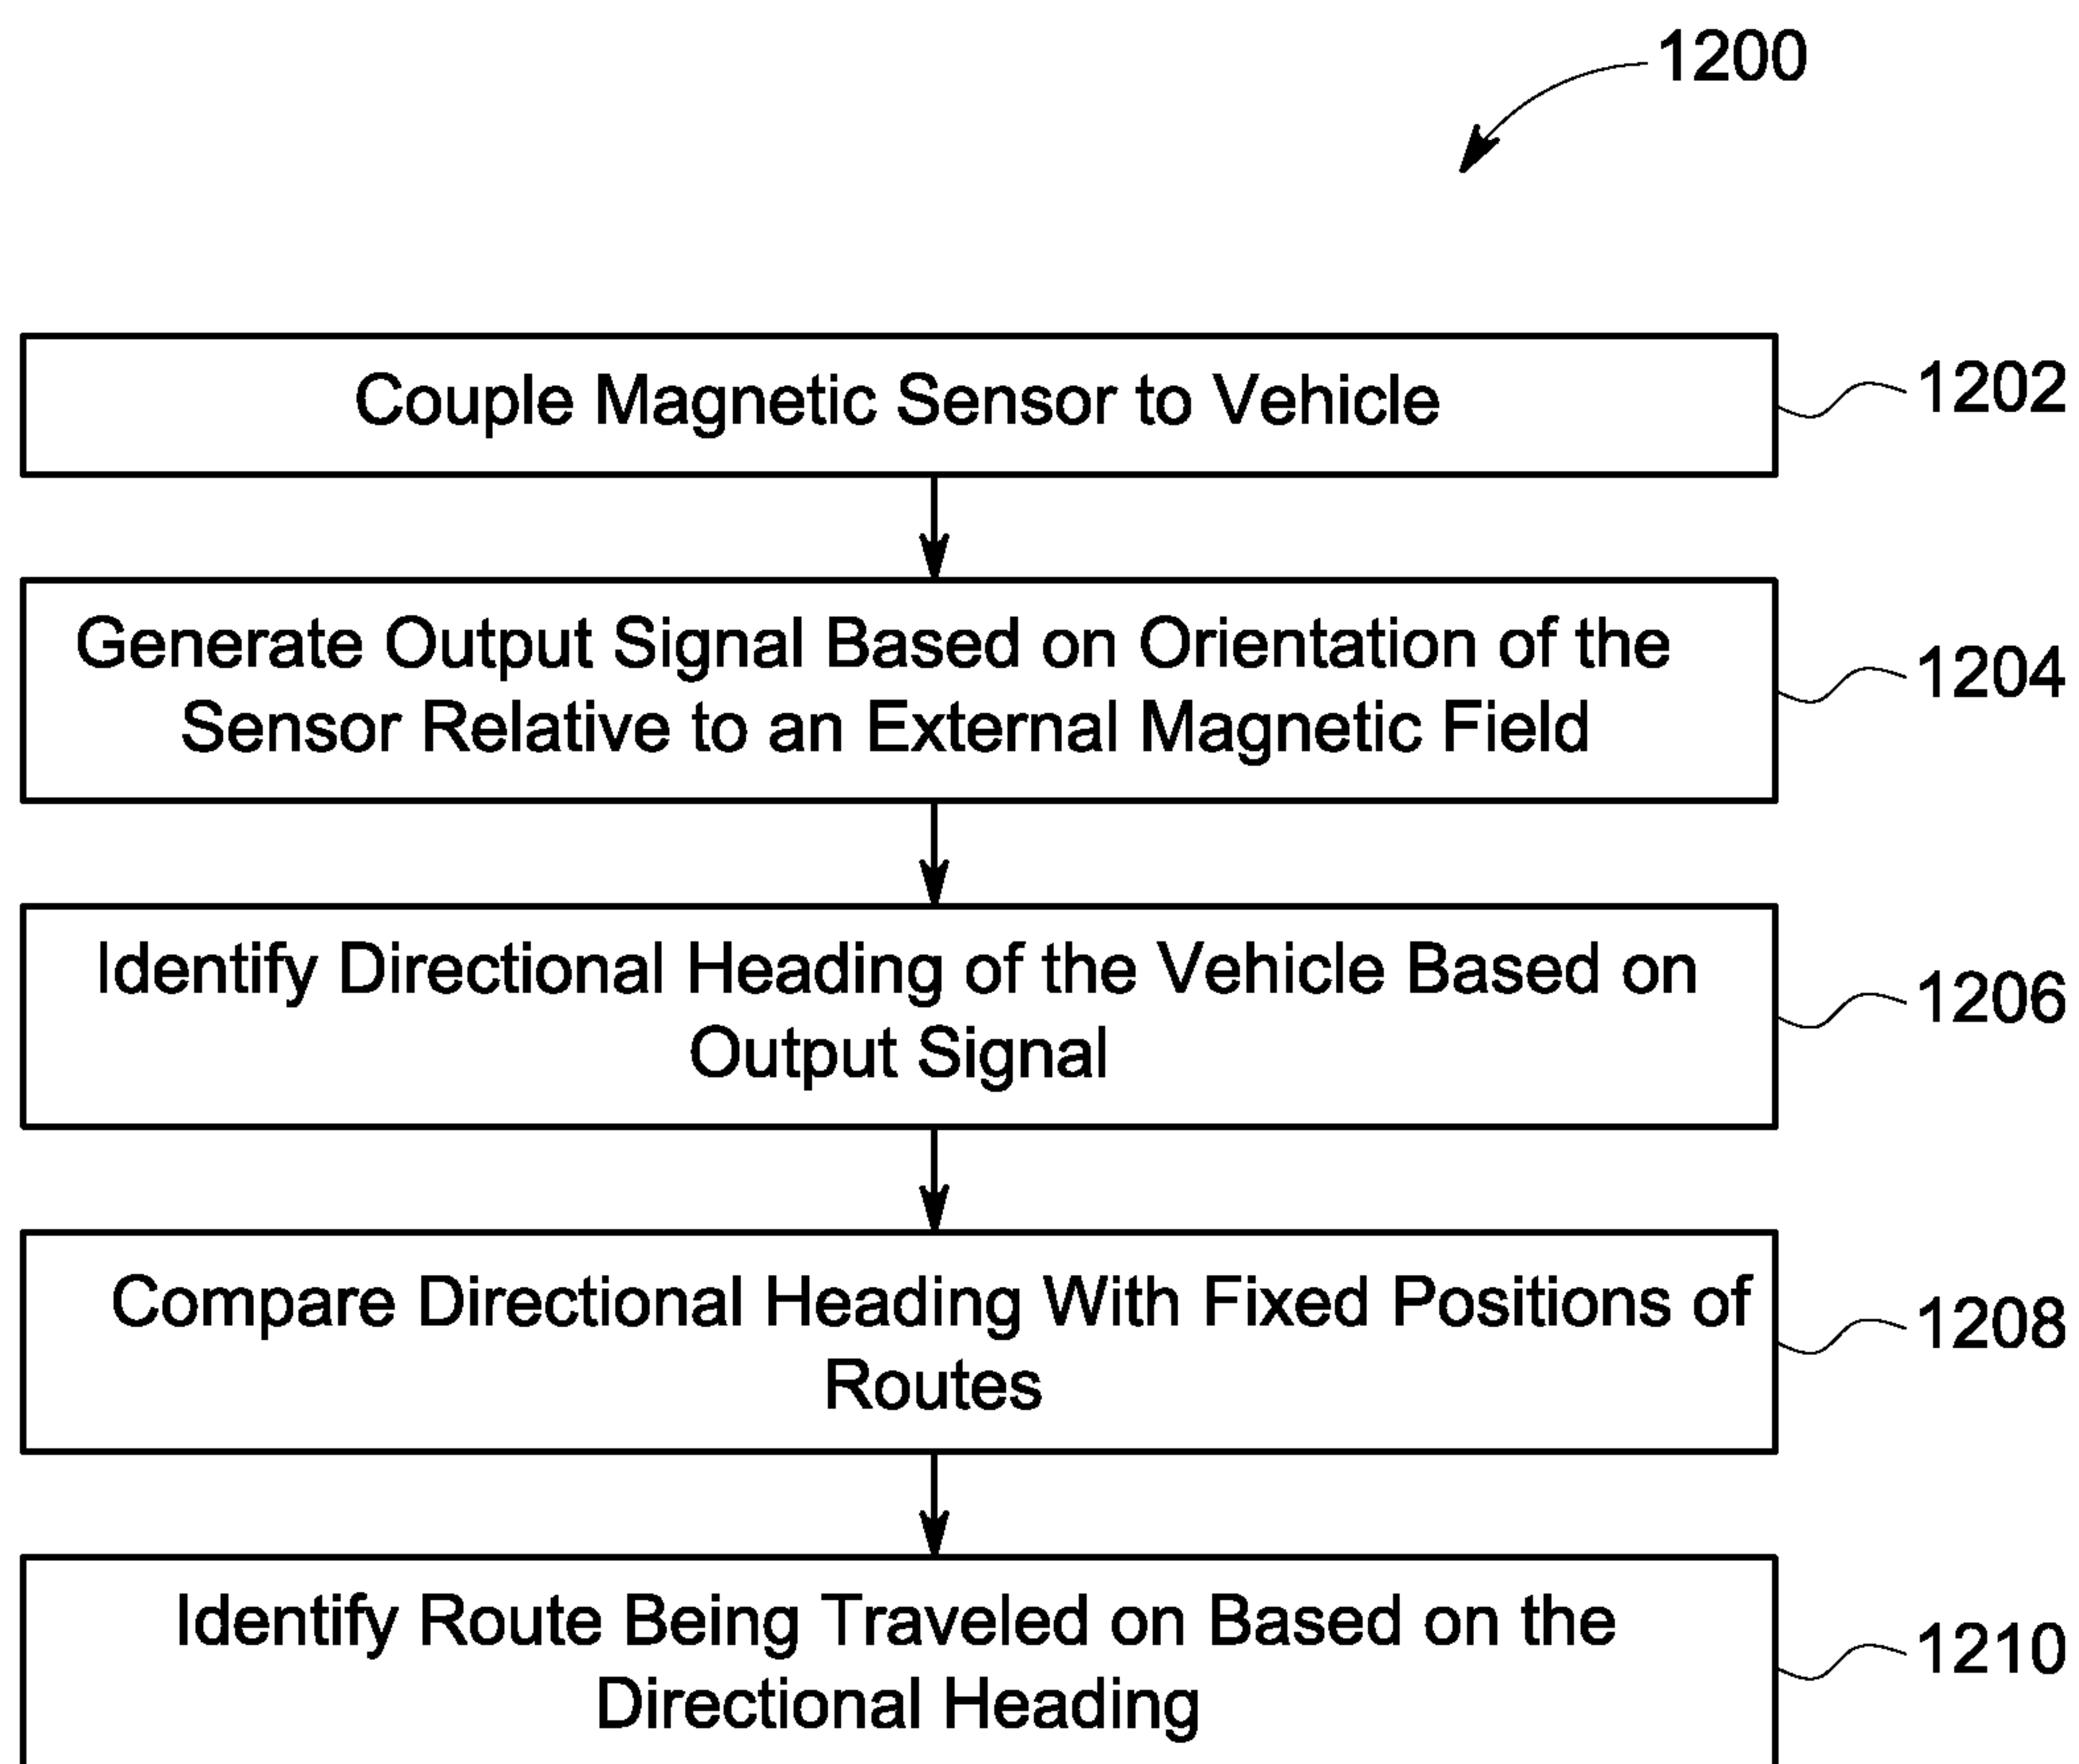 1200
Couple Magnetic Sensor to Vehicle
1202
Generate Output Signal Based on Orientation of the
Sensor Relative to an External Magnetic Field
1204
Identify Directional Heading of the Vehicle Based on
Output Signal
1206
Compare Directional Heading With Fixed Positions of
Routes
1208
Identify Route Being Traveled on Based on the
Directional Heading
1210